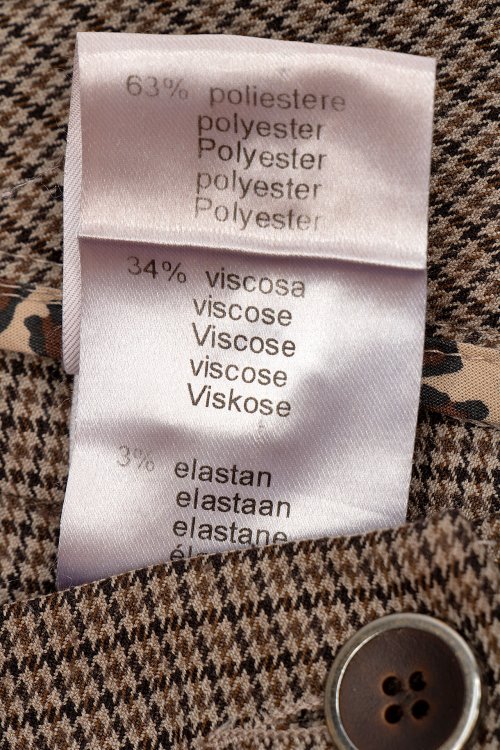 63% poliestere
polyester
Polyester
polyester
Polyester
34% viscosa
viscose
Viscose
viscose
Viskose
3% elastan
elastaan
elastane